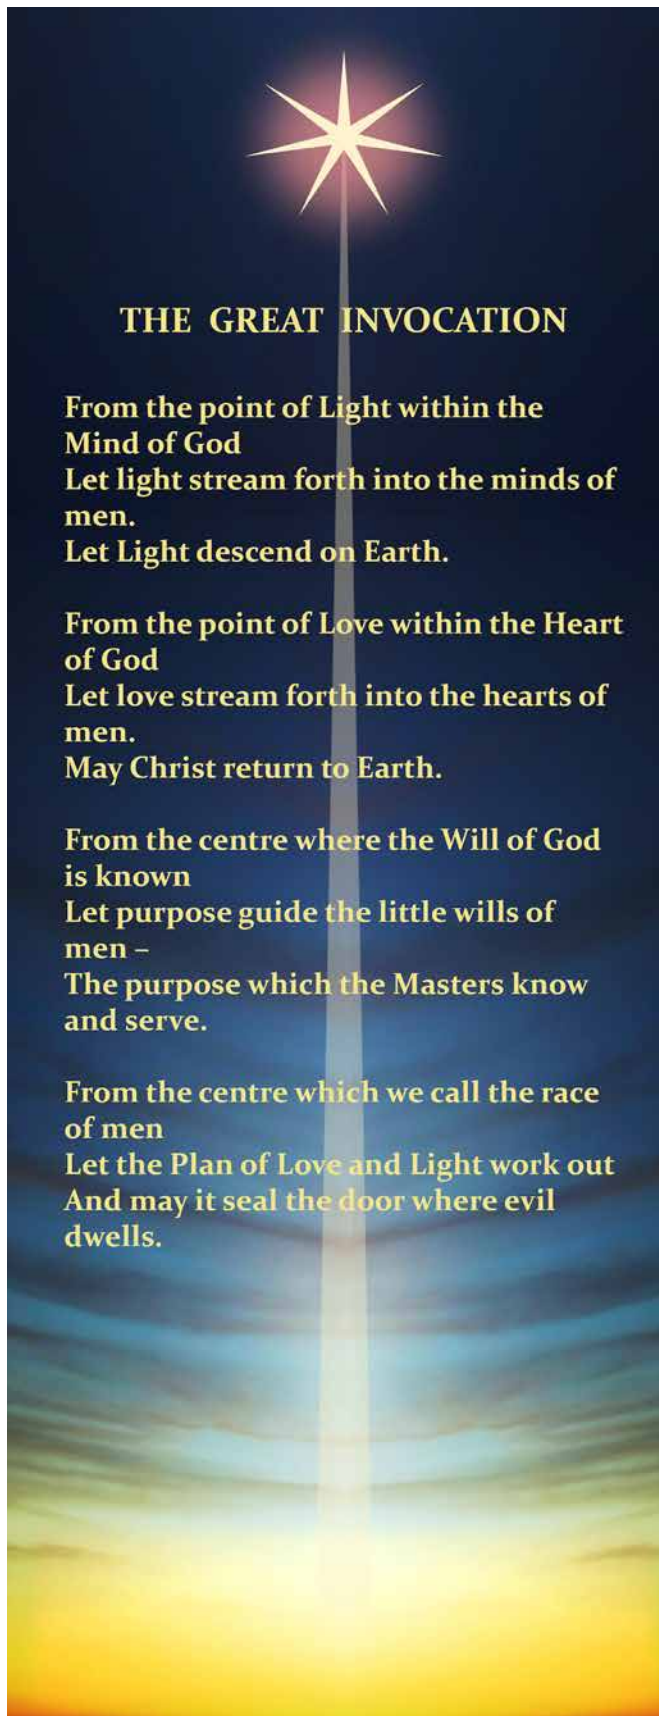 THE GREAT INVOCATION
From the point of Light within the
Mind of God
Let light stream forth into the minds of
men.
Let Light descend on Earth.
From the point of Love within the Heart
of God
Let love stream forth into the hearts of
men.
May Christ return to Earth.
From the centre where the Will of God
is known
Let purpose guide the little wills of
men –
The purpose which the Masters know
and serve.
From the centre which we call the race
of men
Let the Plan of Love and Light work out
And may it seal the door where evil
dwells.